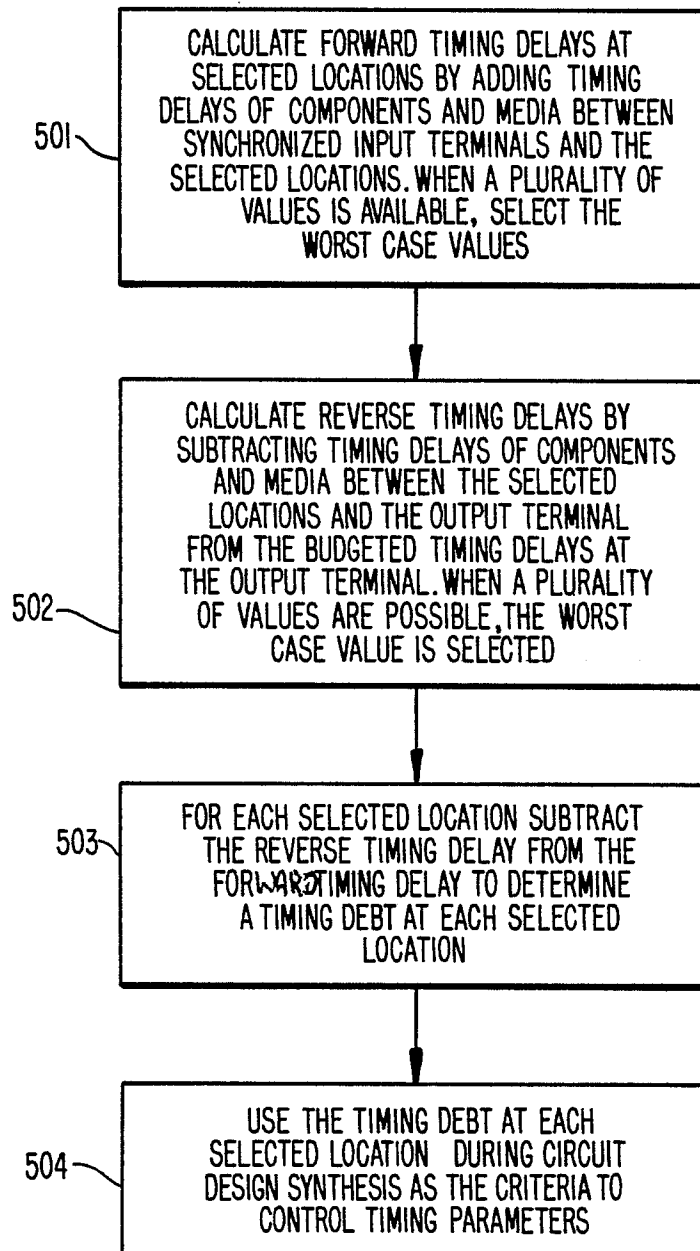 CALCULATE FORWARD TIMING DELAYS AT
SELECTED LOCATIONS BY ADDING TIMING
DELAYS OF COMPONENTS AND MEDIA BETWEEN
501
SYNCHRONIZED INPUT TERMINALS AND THE
SELECTED LOCATIONS. WHEN A PLURALITY OF
VALUES IS AVAILABLE, SELECT THE
WORST CASE VALUES
CALCULATE REVERSE TIMING DELAYS BY
SUBTRACTING TIMING DELAYS OF COMPONENTS
AND MEDIA BETWEEN THE SELECTED
LOCATIONS AND THE OUTPUT TERMINAL
FROM THE BUDGETED TIMING DELAYS AT
THE OUTPUT TERMINAL. WHEN A PLURALITY
502
OF VALUES ARE POSSIBLE, THE WORST
CASE VALUE IS SELECTED
FOR EACH SELECTED LOCATION SUBTRACT
503
THE REVERSE TIMING DELAY FROM THE
FORWARD TIMING DELAY TO DETERMINE
A TIMING DEBT AT EACH SELECTED
LOCATION
USE THE TIMING DEBT AT EACH
504
SELECTED LOCATION DURING CIRCUIT
DESIGN SYNTHESIS AS THE CRITERIA TO
CONTROL TIMING PARAMETERS